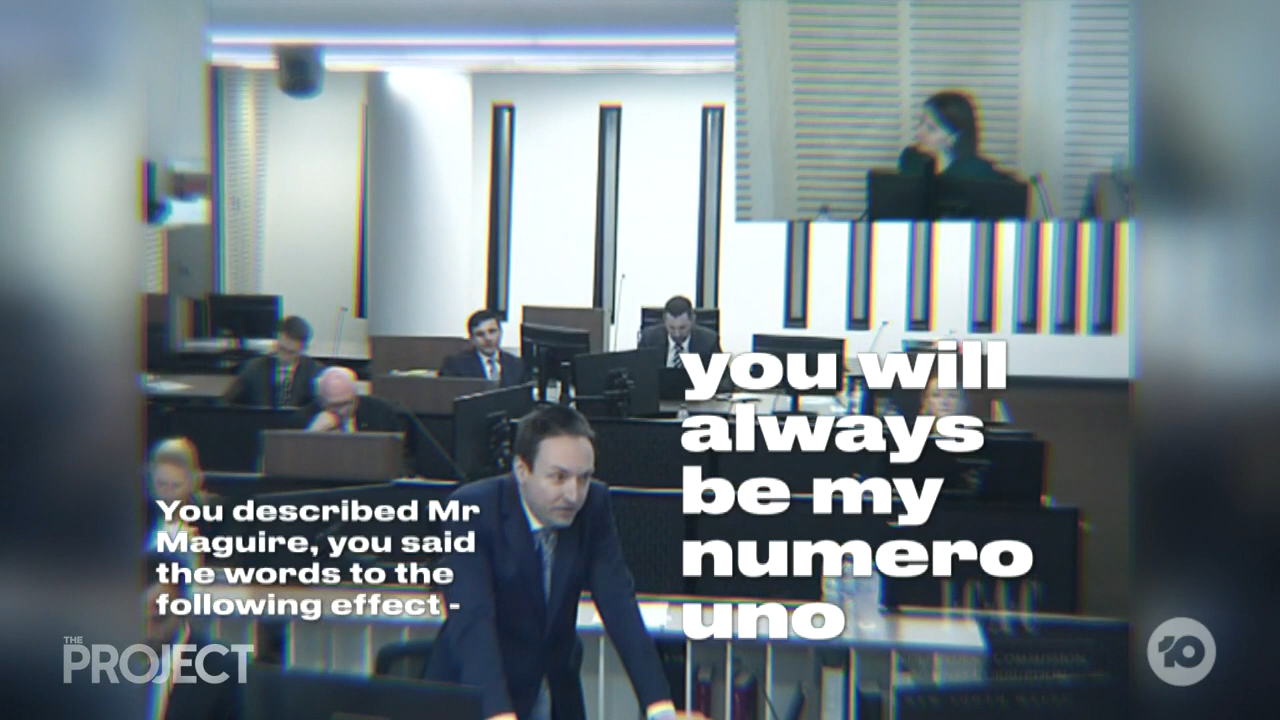 You described Mr
Maguire, you said
the words to the
following effect -
you will
always
be my
numero
uno
THE
PROJECT
10